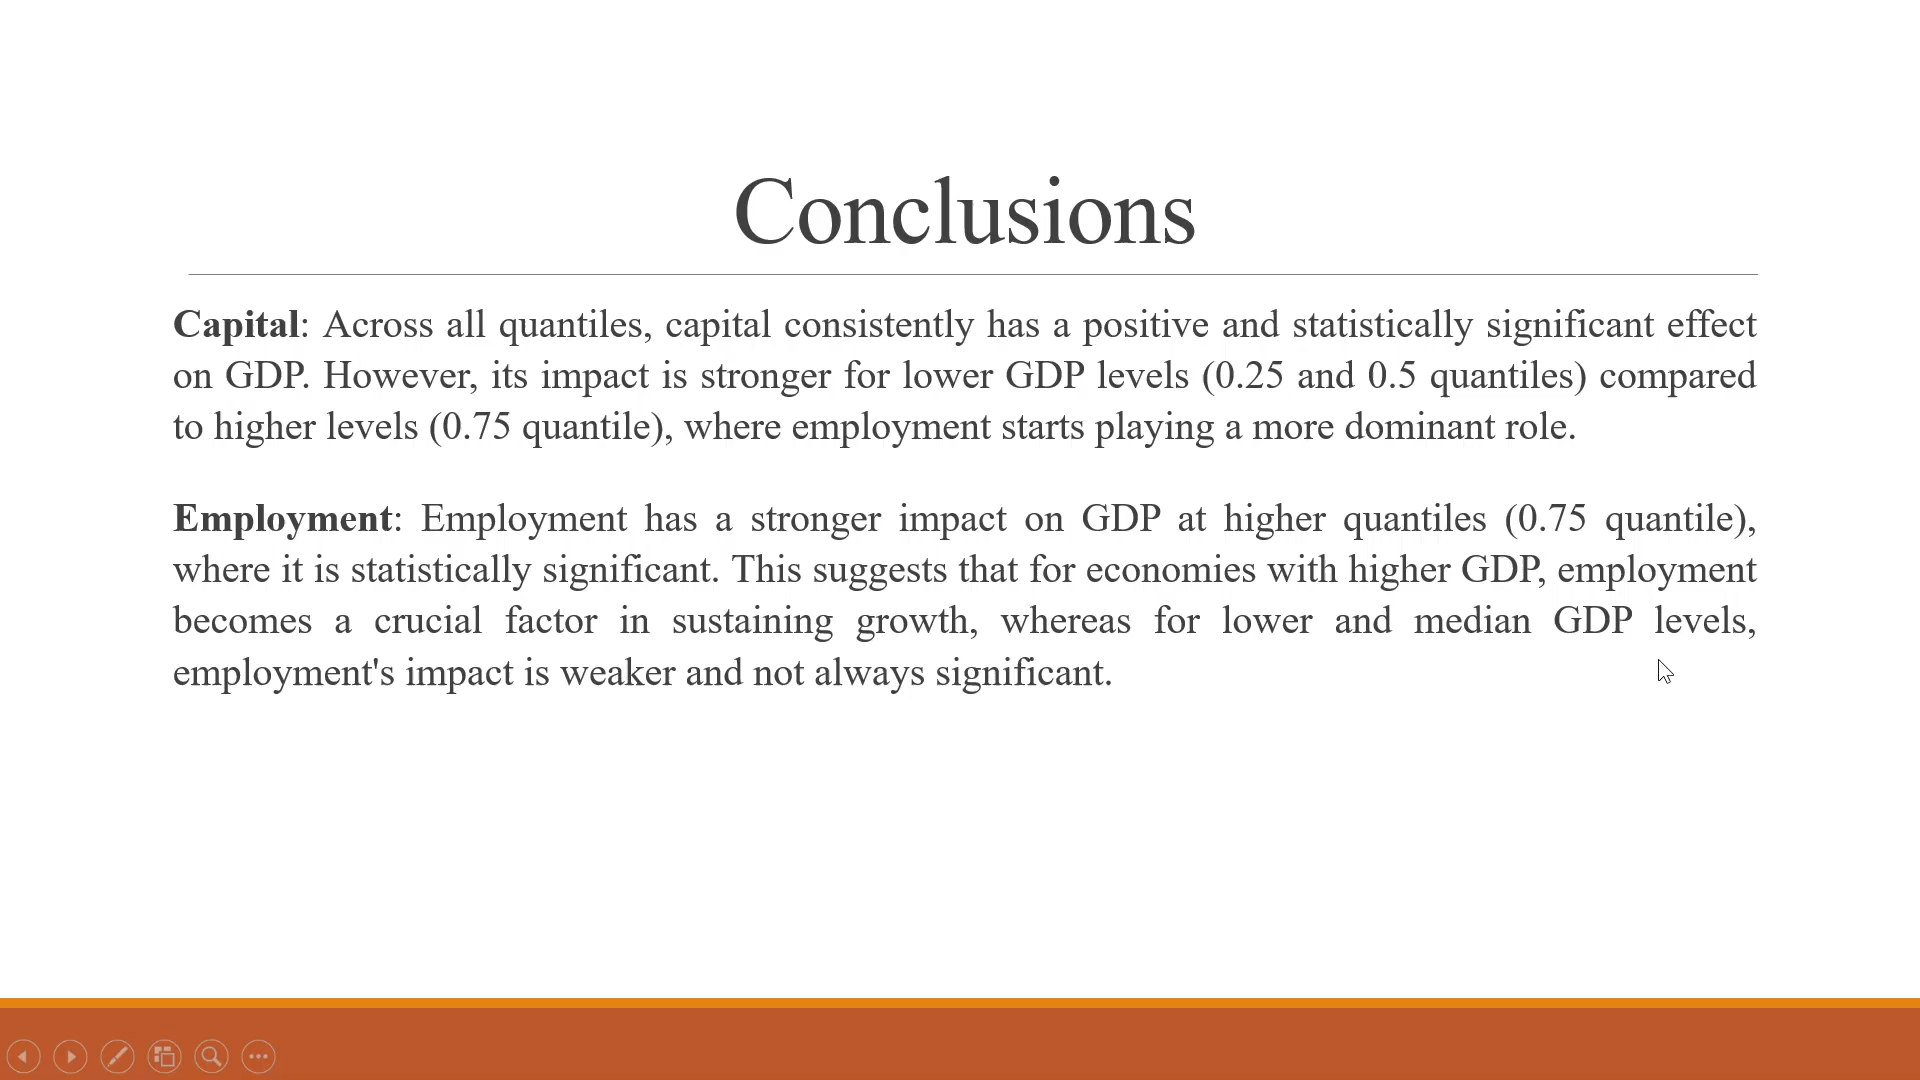 Conclusions
Capital: Across all quantiles, capital consistently has a positive and statistically significant effect
on GDP. However, its impact is stronger for lower GDP levels (0.25 and 0.5 quantiles) compared
to higher levels (0.75 quantile), where employment starts playing a more dominant role.
Employment: Employment has a stronger impact on GDP at higher quantiles (0.75 quantile),
where it is statistically significant. This suggests that for economies with higher GDP, employment
becomes a crucial factor in sustaining growth, whereas for lower and median GDP levels,
employment's impact is weaker and not always significant.